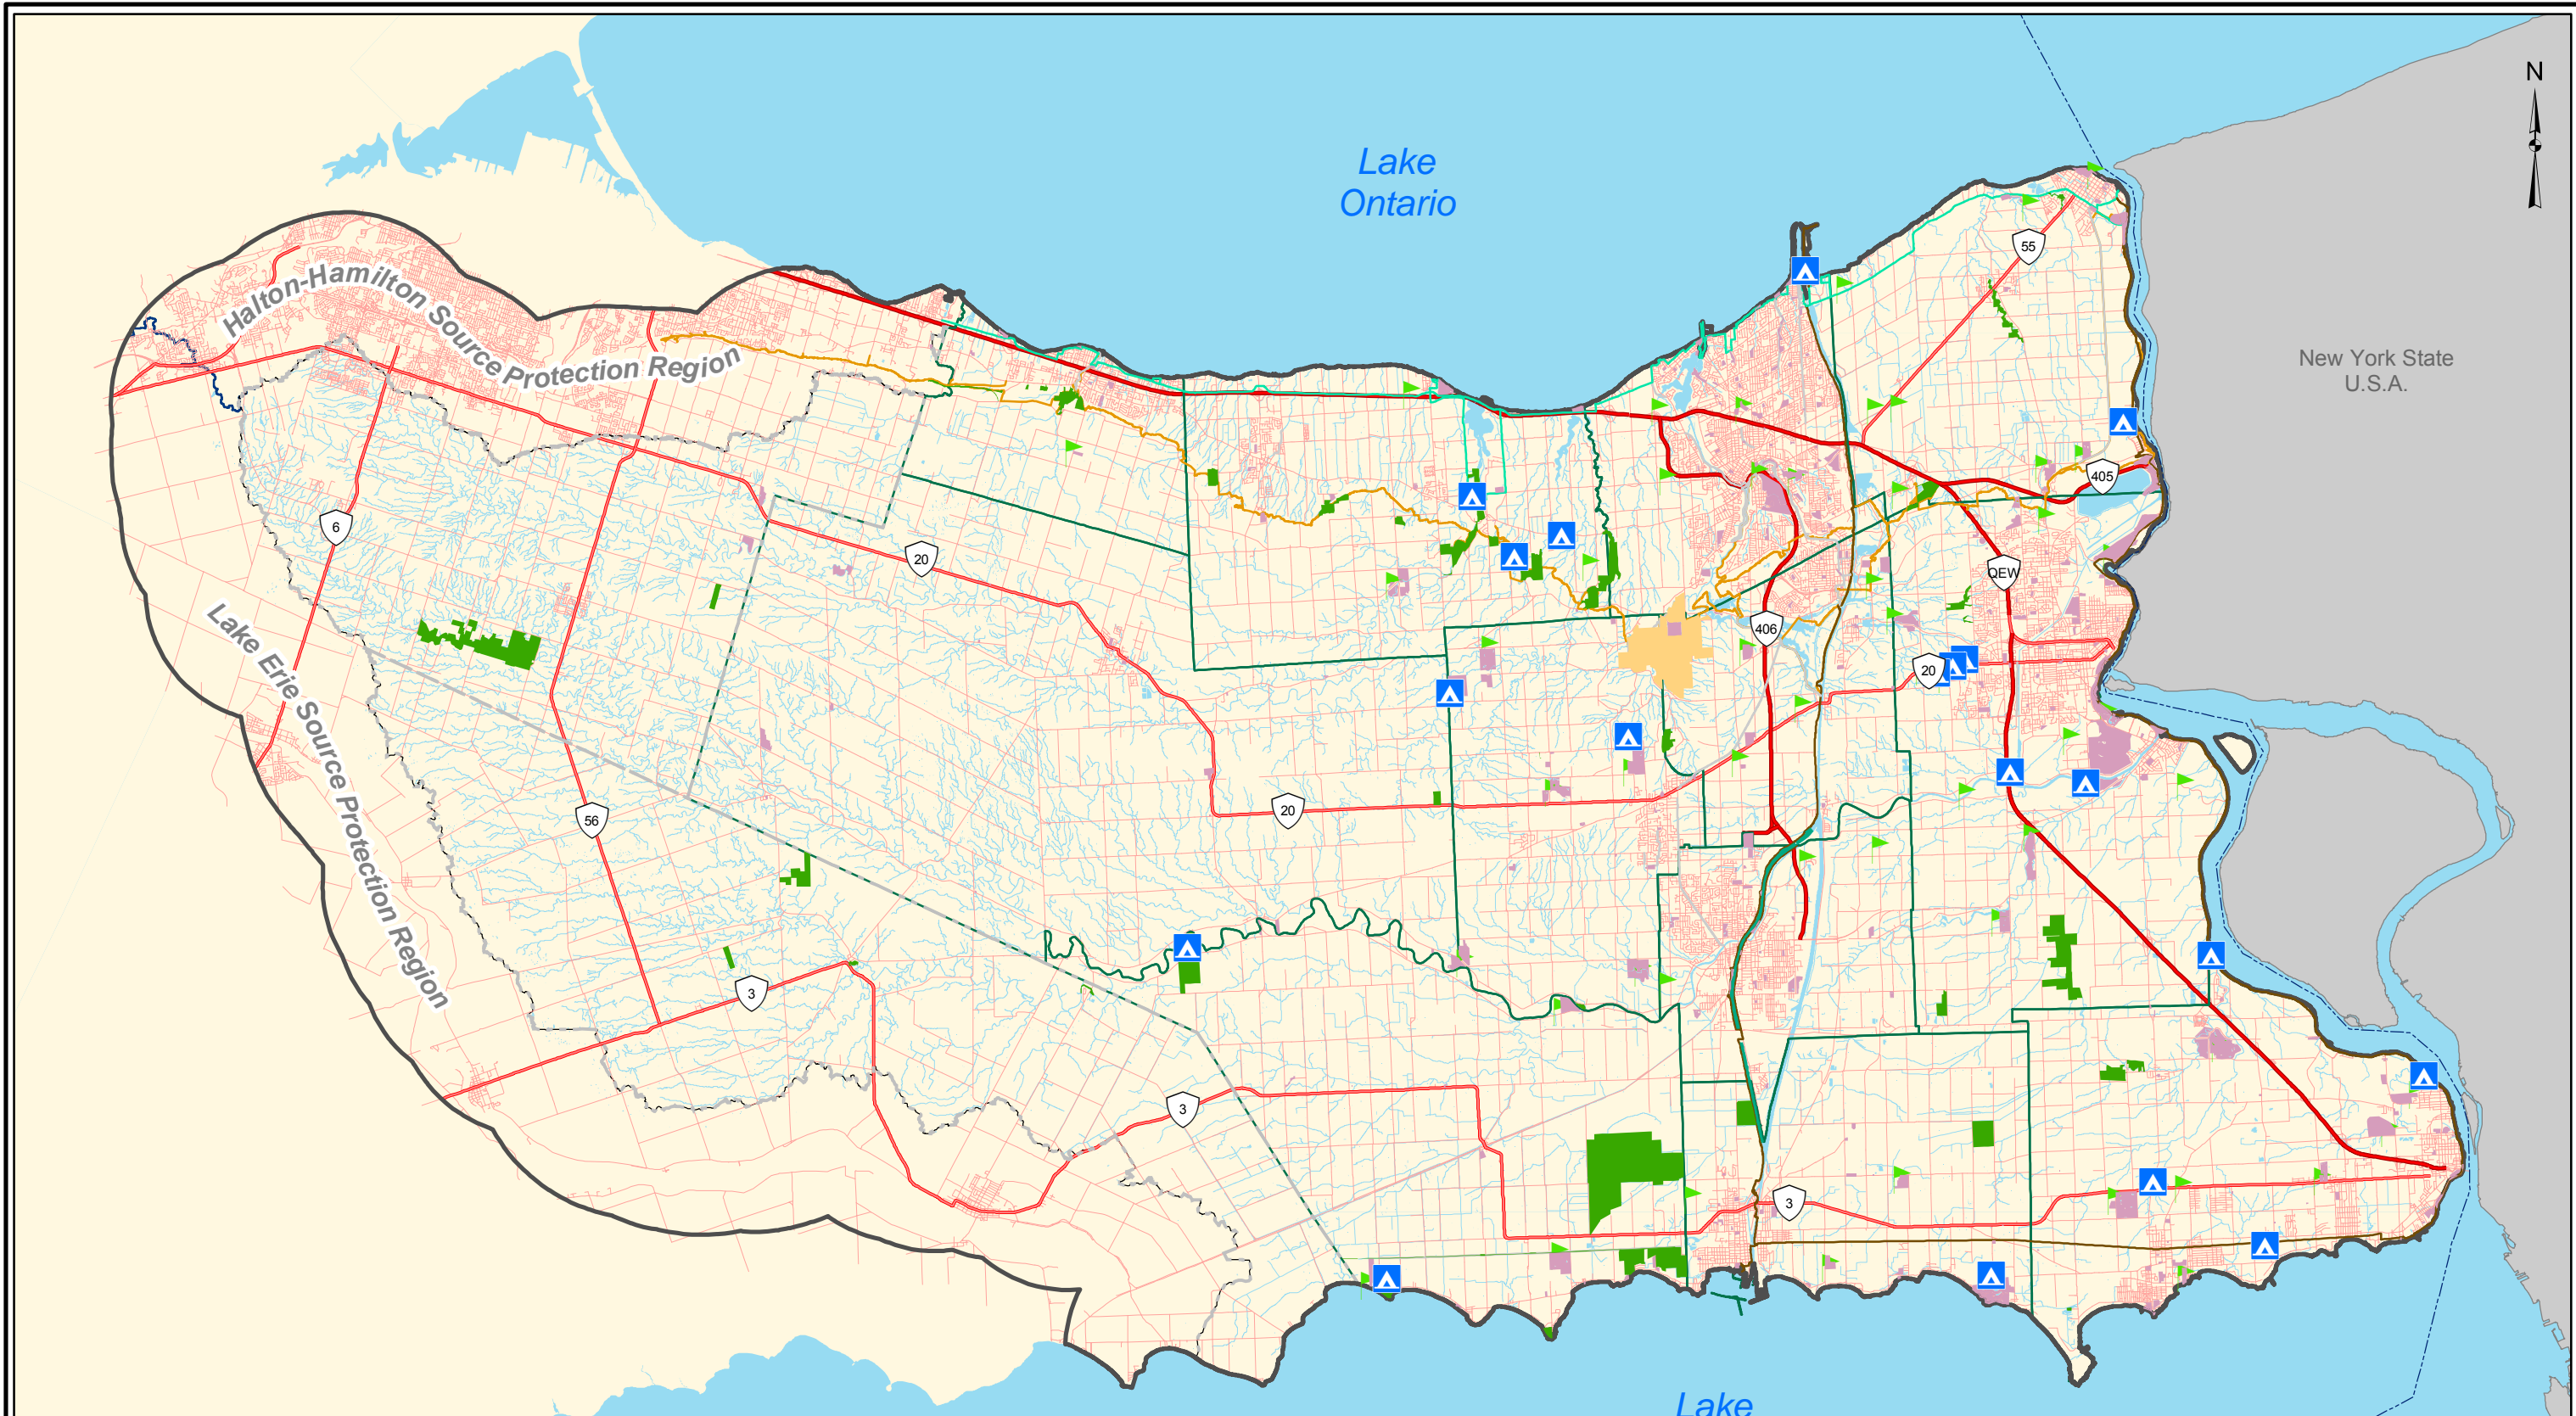 N
Lake
Ontario
55
New York State
U.S.A.
Halton-Hamilton Source Protection Region
405
6
20
QEW
Lake Erie Source Protection Region
406
20
20
56
3
3
3
Lake